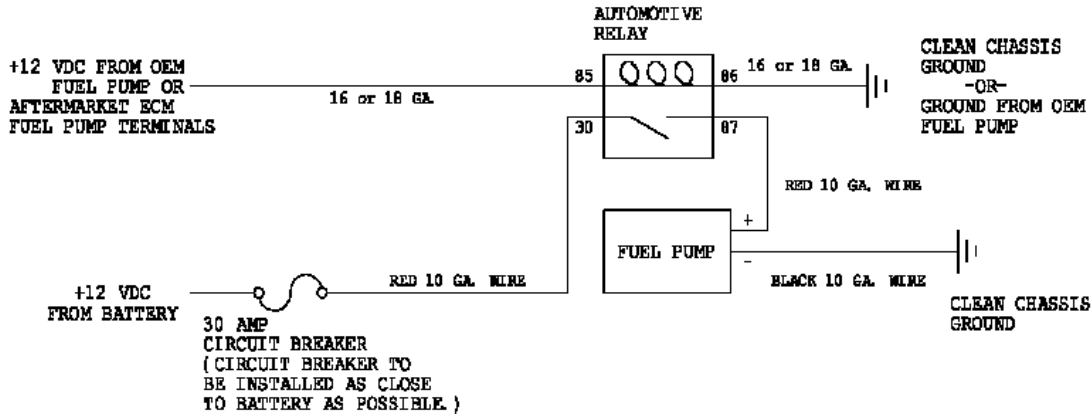 AUTOMOTIVE
RELAY
+12 VDC FROM OEM
FUEL PUMP OR
AFTERMARKET ECM
FUEL PUMP TERMINALS
16 or 18 GA.
85
86
16 or 18 GA.
CLEAN CHASSIS
GROUND
-OR-
GROUND FROM OEM
FUEL PUMP
30
87
RED 10 GA. WIRE
FUEL PUMP
+
-
BLACK 10 GA. WIRE
CLEAN CHASSIS
GROUND
+12 VDC
FROM BATTERY
RED 10 GA. WIRE
30 AMP
CIRCUIT BREAKER
(CIRCUIT BREAKER TO
BE INSTALLED AS CLOSE
TO BATTERY AS POSSIBLE.)